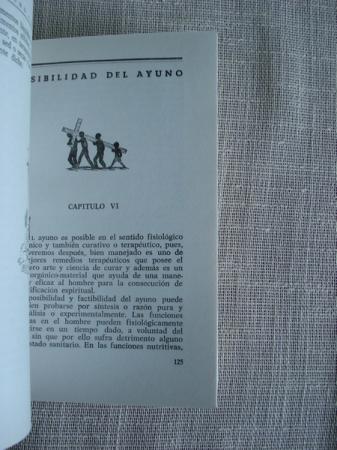 SIBILIDAD DEL AYUNO
CAPITULO VI
ayuno es posible en el sentido fisiológico
nico y también curativo o terapéutico, pues,
veremos después, bien manejado es uno de
jores remedios terapéuticos que posee el
ero arte y ciencia de curar y además es un
orgánico-material que ayuda de una mane-
r eficaz al hombre para la consecución de
ificación espiritual.
posibilidad y factibilidad del ayuno puede
ien probarse por síntesis o razón pura y
álisis o experimentalmente. Las funciones
as en el hombre pueden fisiológicamente
irse en un tiempo dado, a voluntad del
sin que por ello sufra detrimento alguno
stado sanitario. En las funciones nutritivas,
125